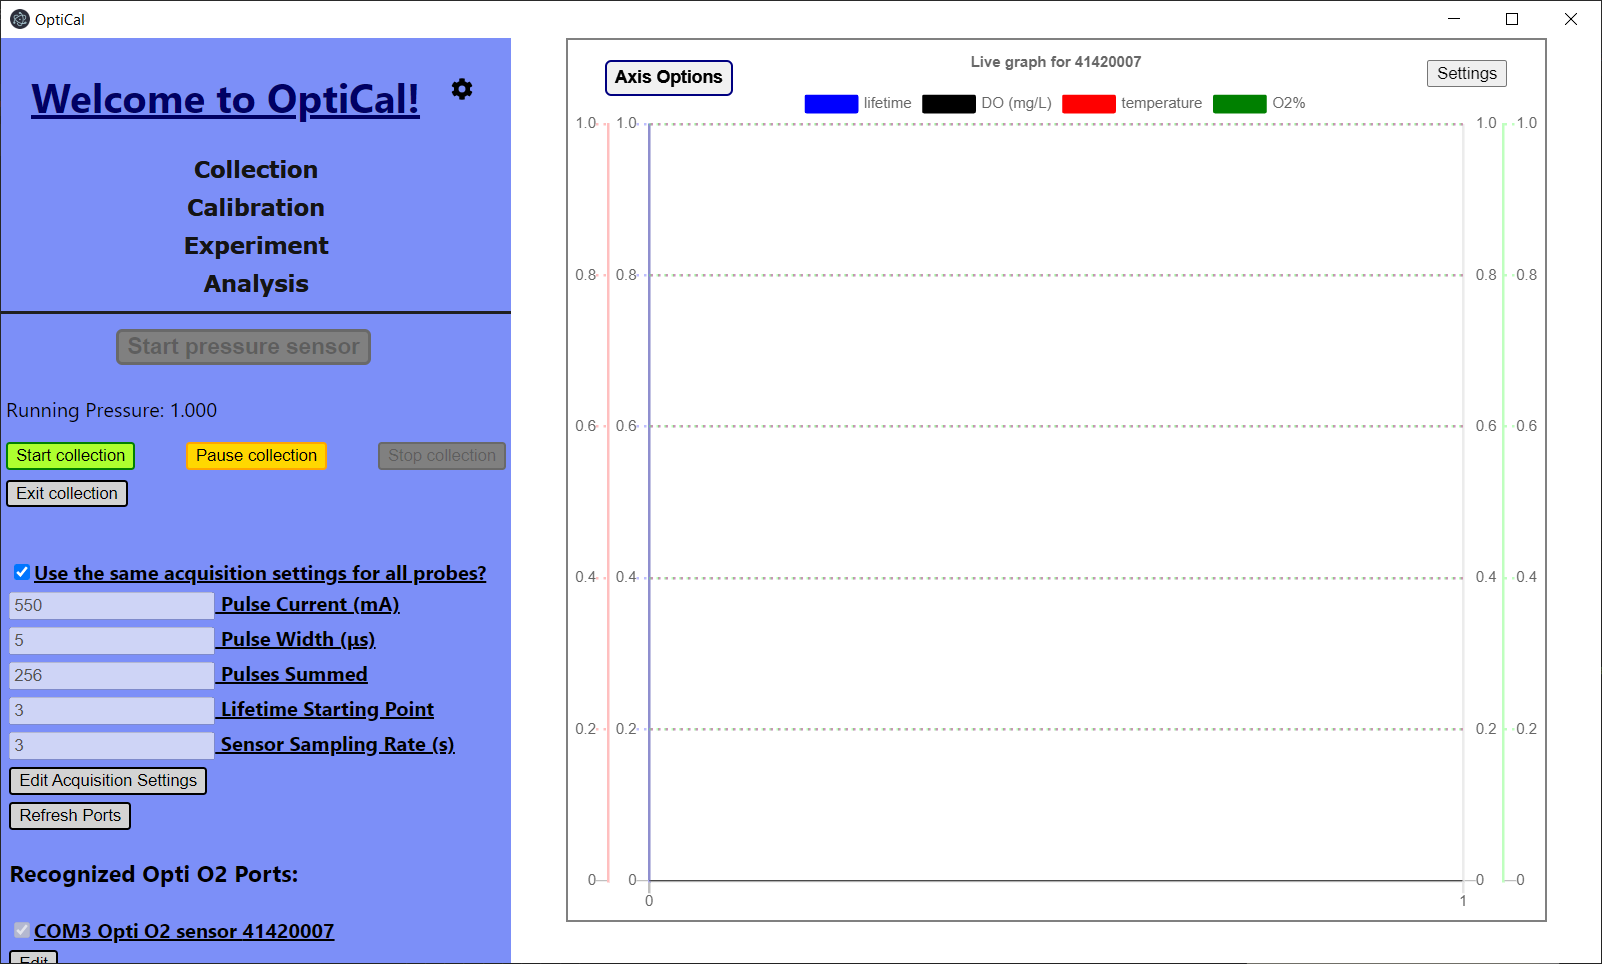 OptiCal
Welcome to OptiCal!
Collection
Calibration
Experiment
Analysis
Start pressure sensor
Running Pressure: 1.000
Start collection
Pause collection
Stop collection
Exit collection
Use the same acquisition settings for all probes?
550 Pulse Current (mA)
5 Pulse Width (µs)
256 Pulses Summed
3 Lifetime Starting Point
3 Sensor Sampling Rate (s)
Edit Acquisition Settings
Refresh Ports
Recognized Opti O2 Ports:
COM3 Opti O2 sensor 41420007
Edit
Axis Options
Live graph for 41420007
Settings
lifetime DO (mg/L) temperature O2%
1.0 1.0 1.0 1.0
0.8 0.8 0.8 0.8
0.6 0.6 0.6 0.6
0.4 0.4 0.4 0.4
0.2 0.2 0.2 0.2
0 0 0 0
0 1